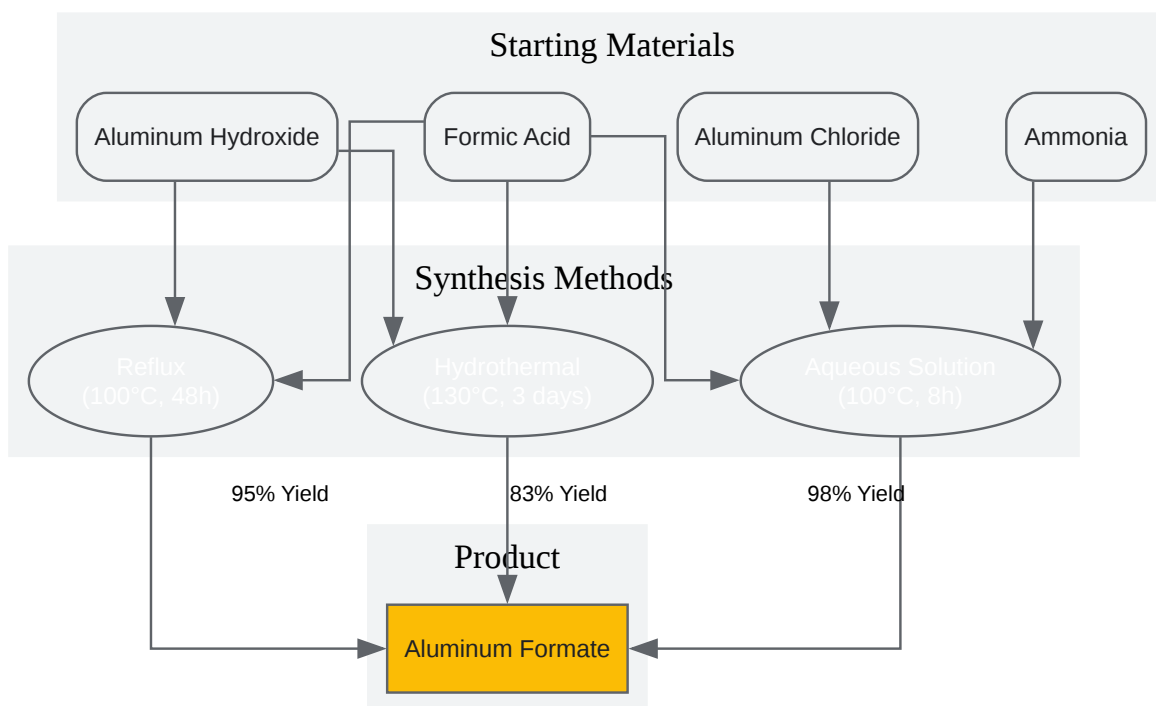 Starting Materials
Aluminum Hydroxide
Formic Acid
Aluminum Chloride
Ammonia
Synthesis Methods
Reflux
(100°C, 48h)
Hydrothermal
(130°C, 3 days)
Aqueous Solution
(100°C, 8h)
95% Yield
83% Yield
98% Yield
Product
Aluminum Formate